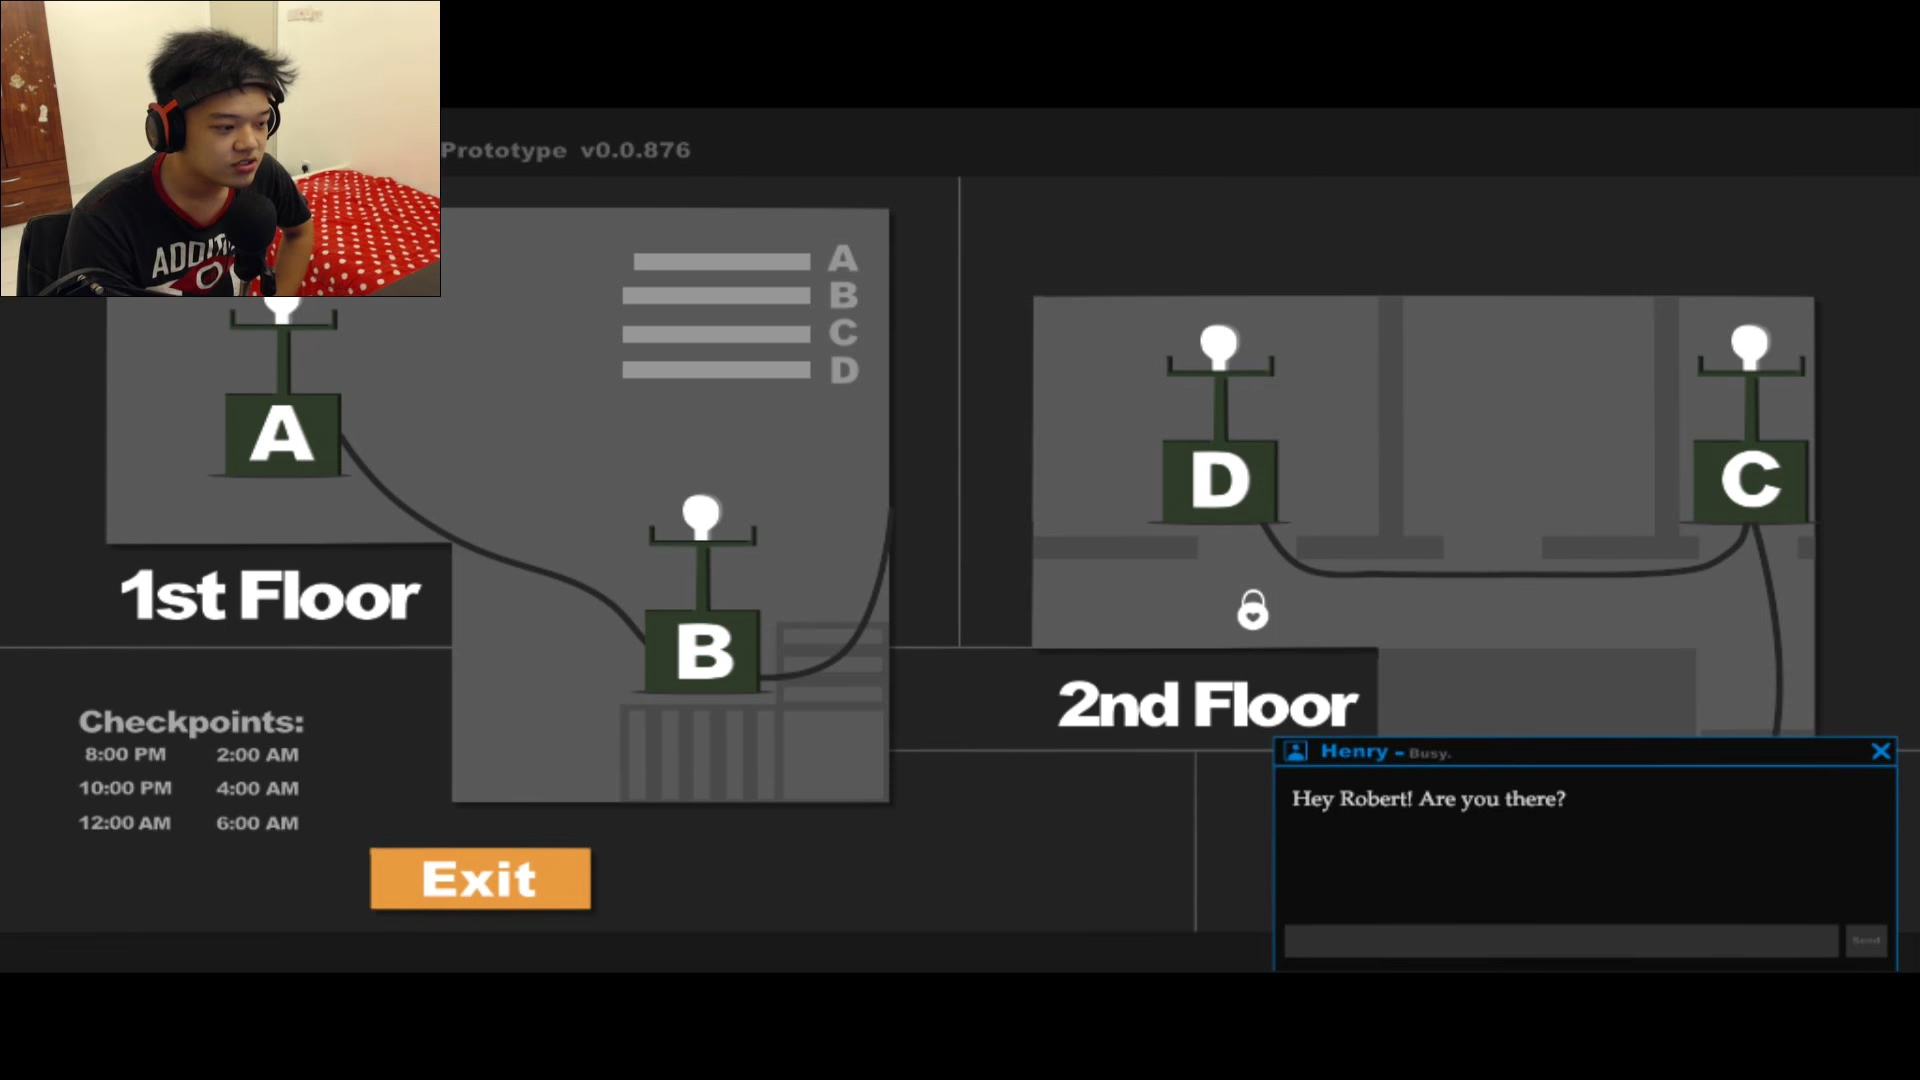 Prototype v0.0.876
A
B
C
D
A
B
1st Floor
D
C
2nd Floor
Checkpoints:
8:00 PM 2:00 AM
10:00 PM 4:00 AM
12:00 AM 6:00 AM
Exit
Henry - Busy.
Hey Robert! Are you there?
Send